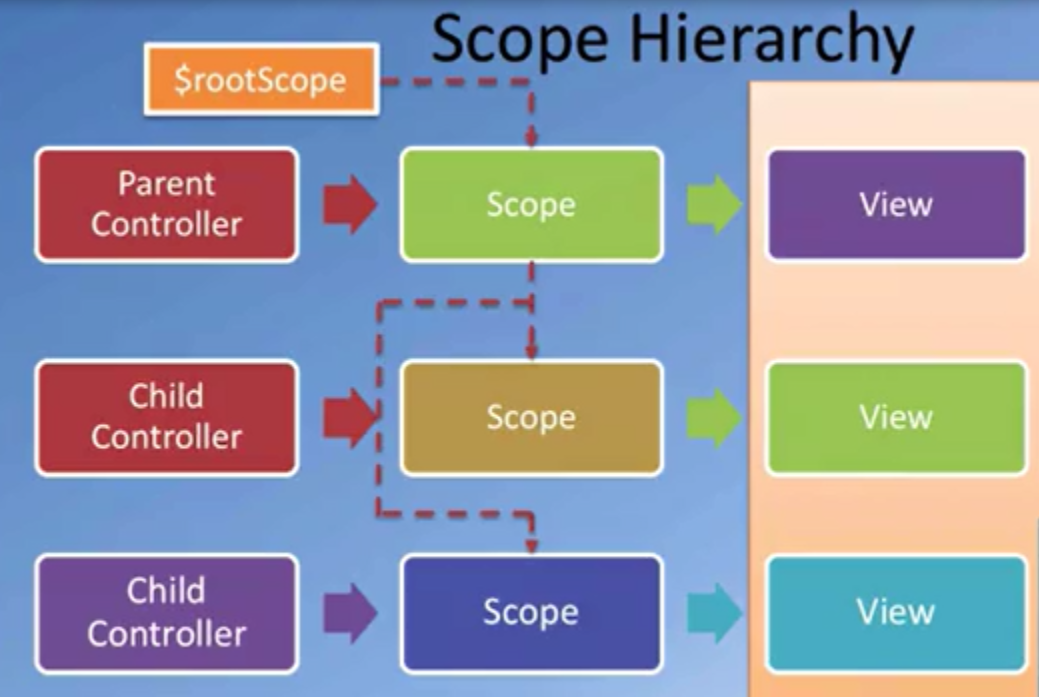 Scope Hierarchy
$rootScope
Parent
Controller
Scope
View
Child
Controller
Scope
View
Child
Controller
Scope
View